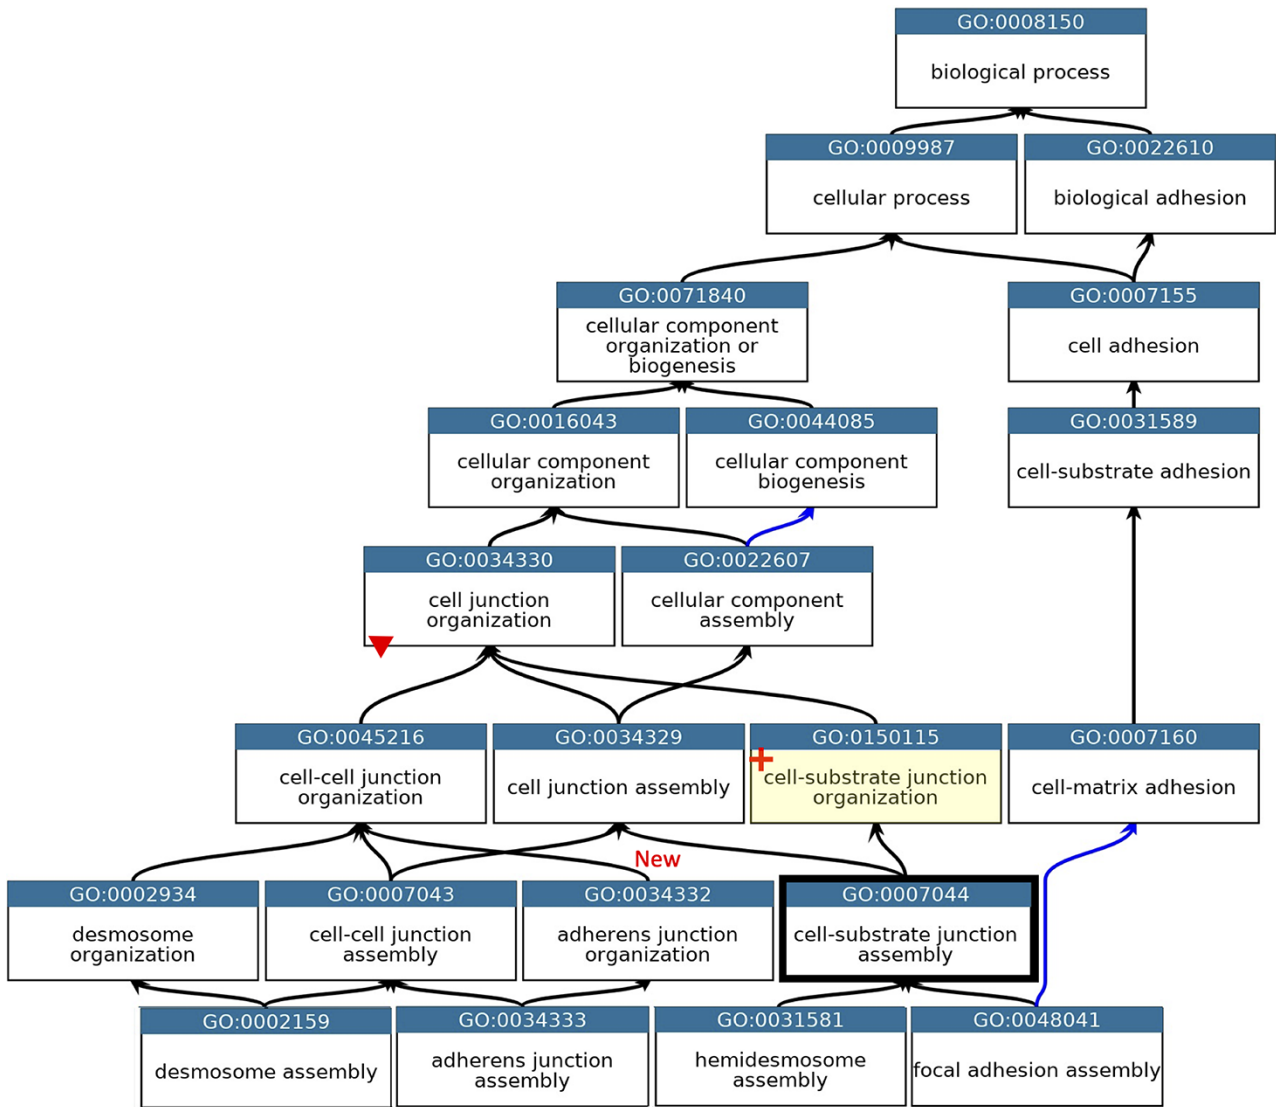 GO:0008150
biological process
GO:0009987
cellular process
GO:0022610
biological adhesion
GO:0071840
cellular component
organization or
biogenesis
GO:0007155
cell adhesion
GO:0016043
cellular component
organization
GO:0044085
cellular component
biogenesis
GO:0031589
cell-substrate adhesion
GO:0034330
cell junction
organization
GO:0022607
cellular component
assembly
GO:0045216
cell-cell junction
organization
GO:0034329
cell junction assembly
GO:0150115
cell-substrate junction
organization
GO:0007160
cell-matrix adhesion
New
GO:0002934
desmosome
organization
GO:0007043
cell-cell junction
assembly
GO:0034332
adherens junction
organization
GO:0007044
cell-substrate junction
assembly
GO:0002159
desmosome assembly
GO:0034333
adherens junction
assembly
GO:0031581
hemidesmosome
assembly
GO:0048041
focal adhesion assembly